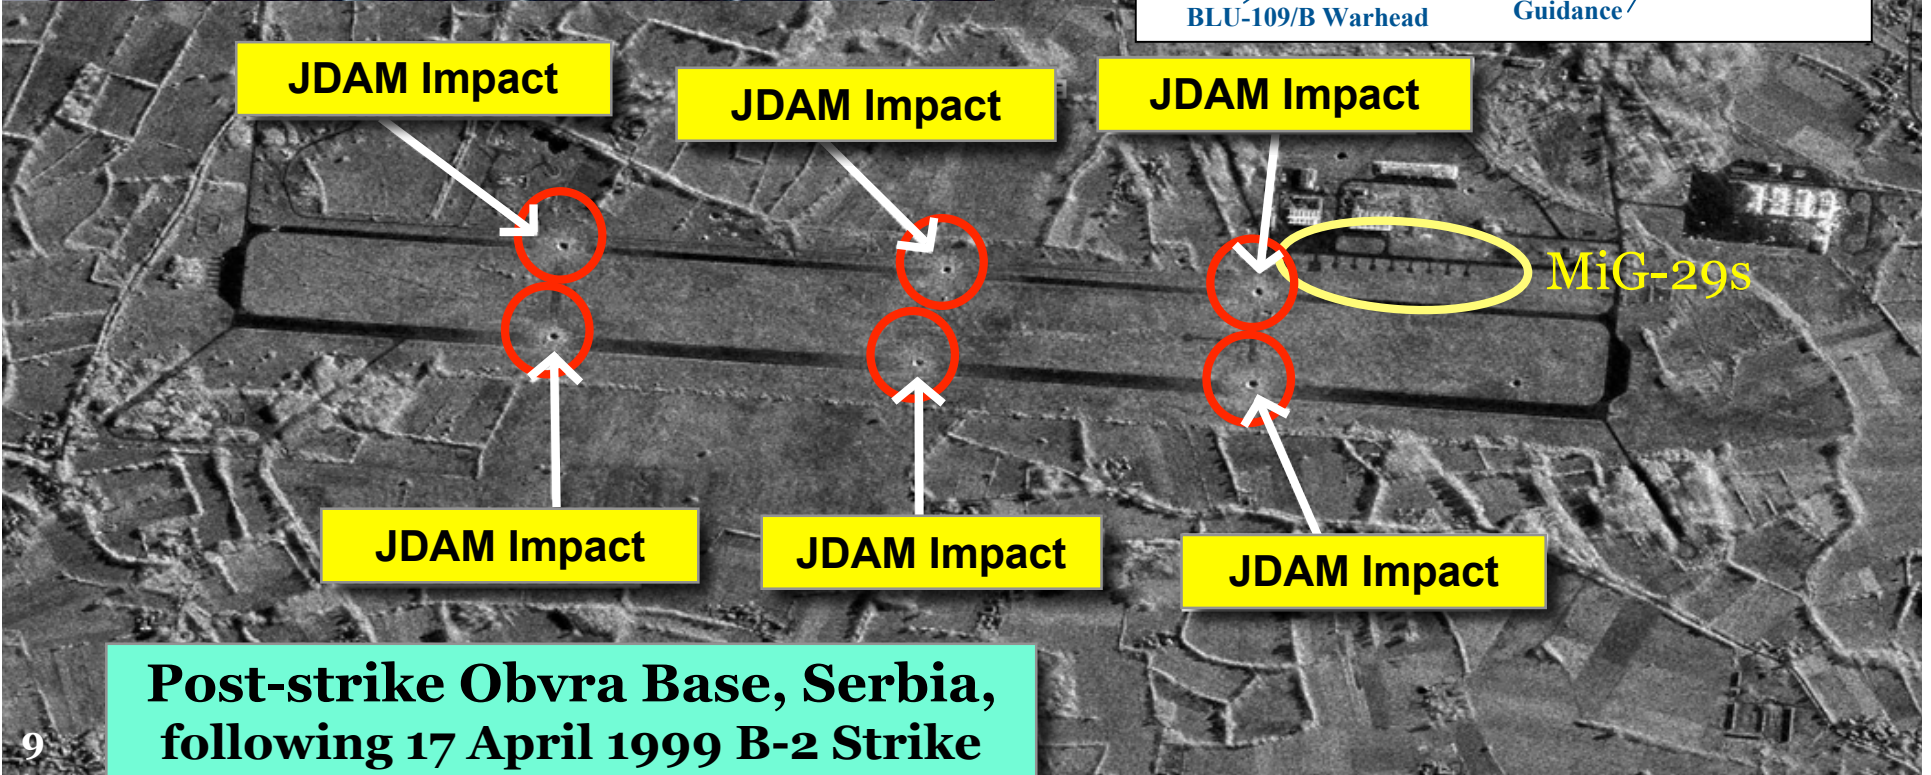 BLU-109/B Warhead
Guidance
JDAM Impact
JDAM Impact
JDAM Impact
MiG-29s
JDAM Impact
JDAM Impact
JDAM Impact
Post-strike Obvra Base, Serbia,
following 17 April 1999 B-2 Strike
9